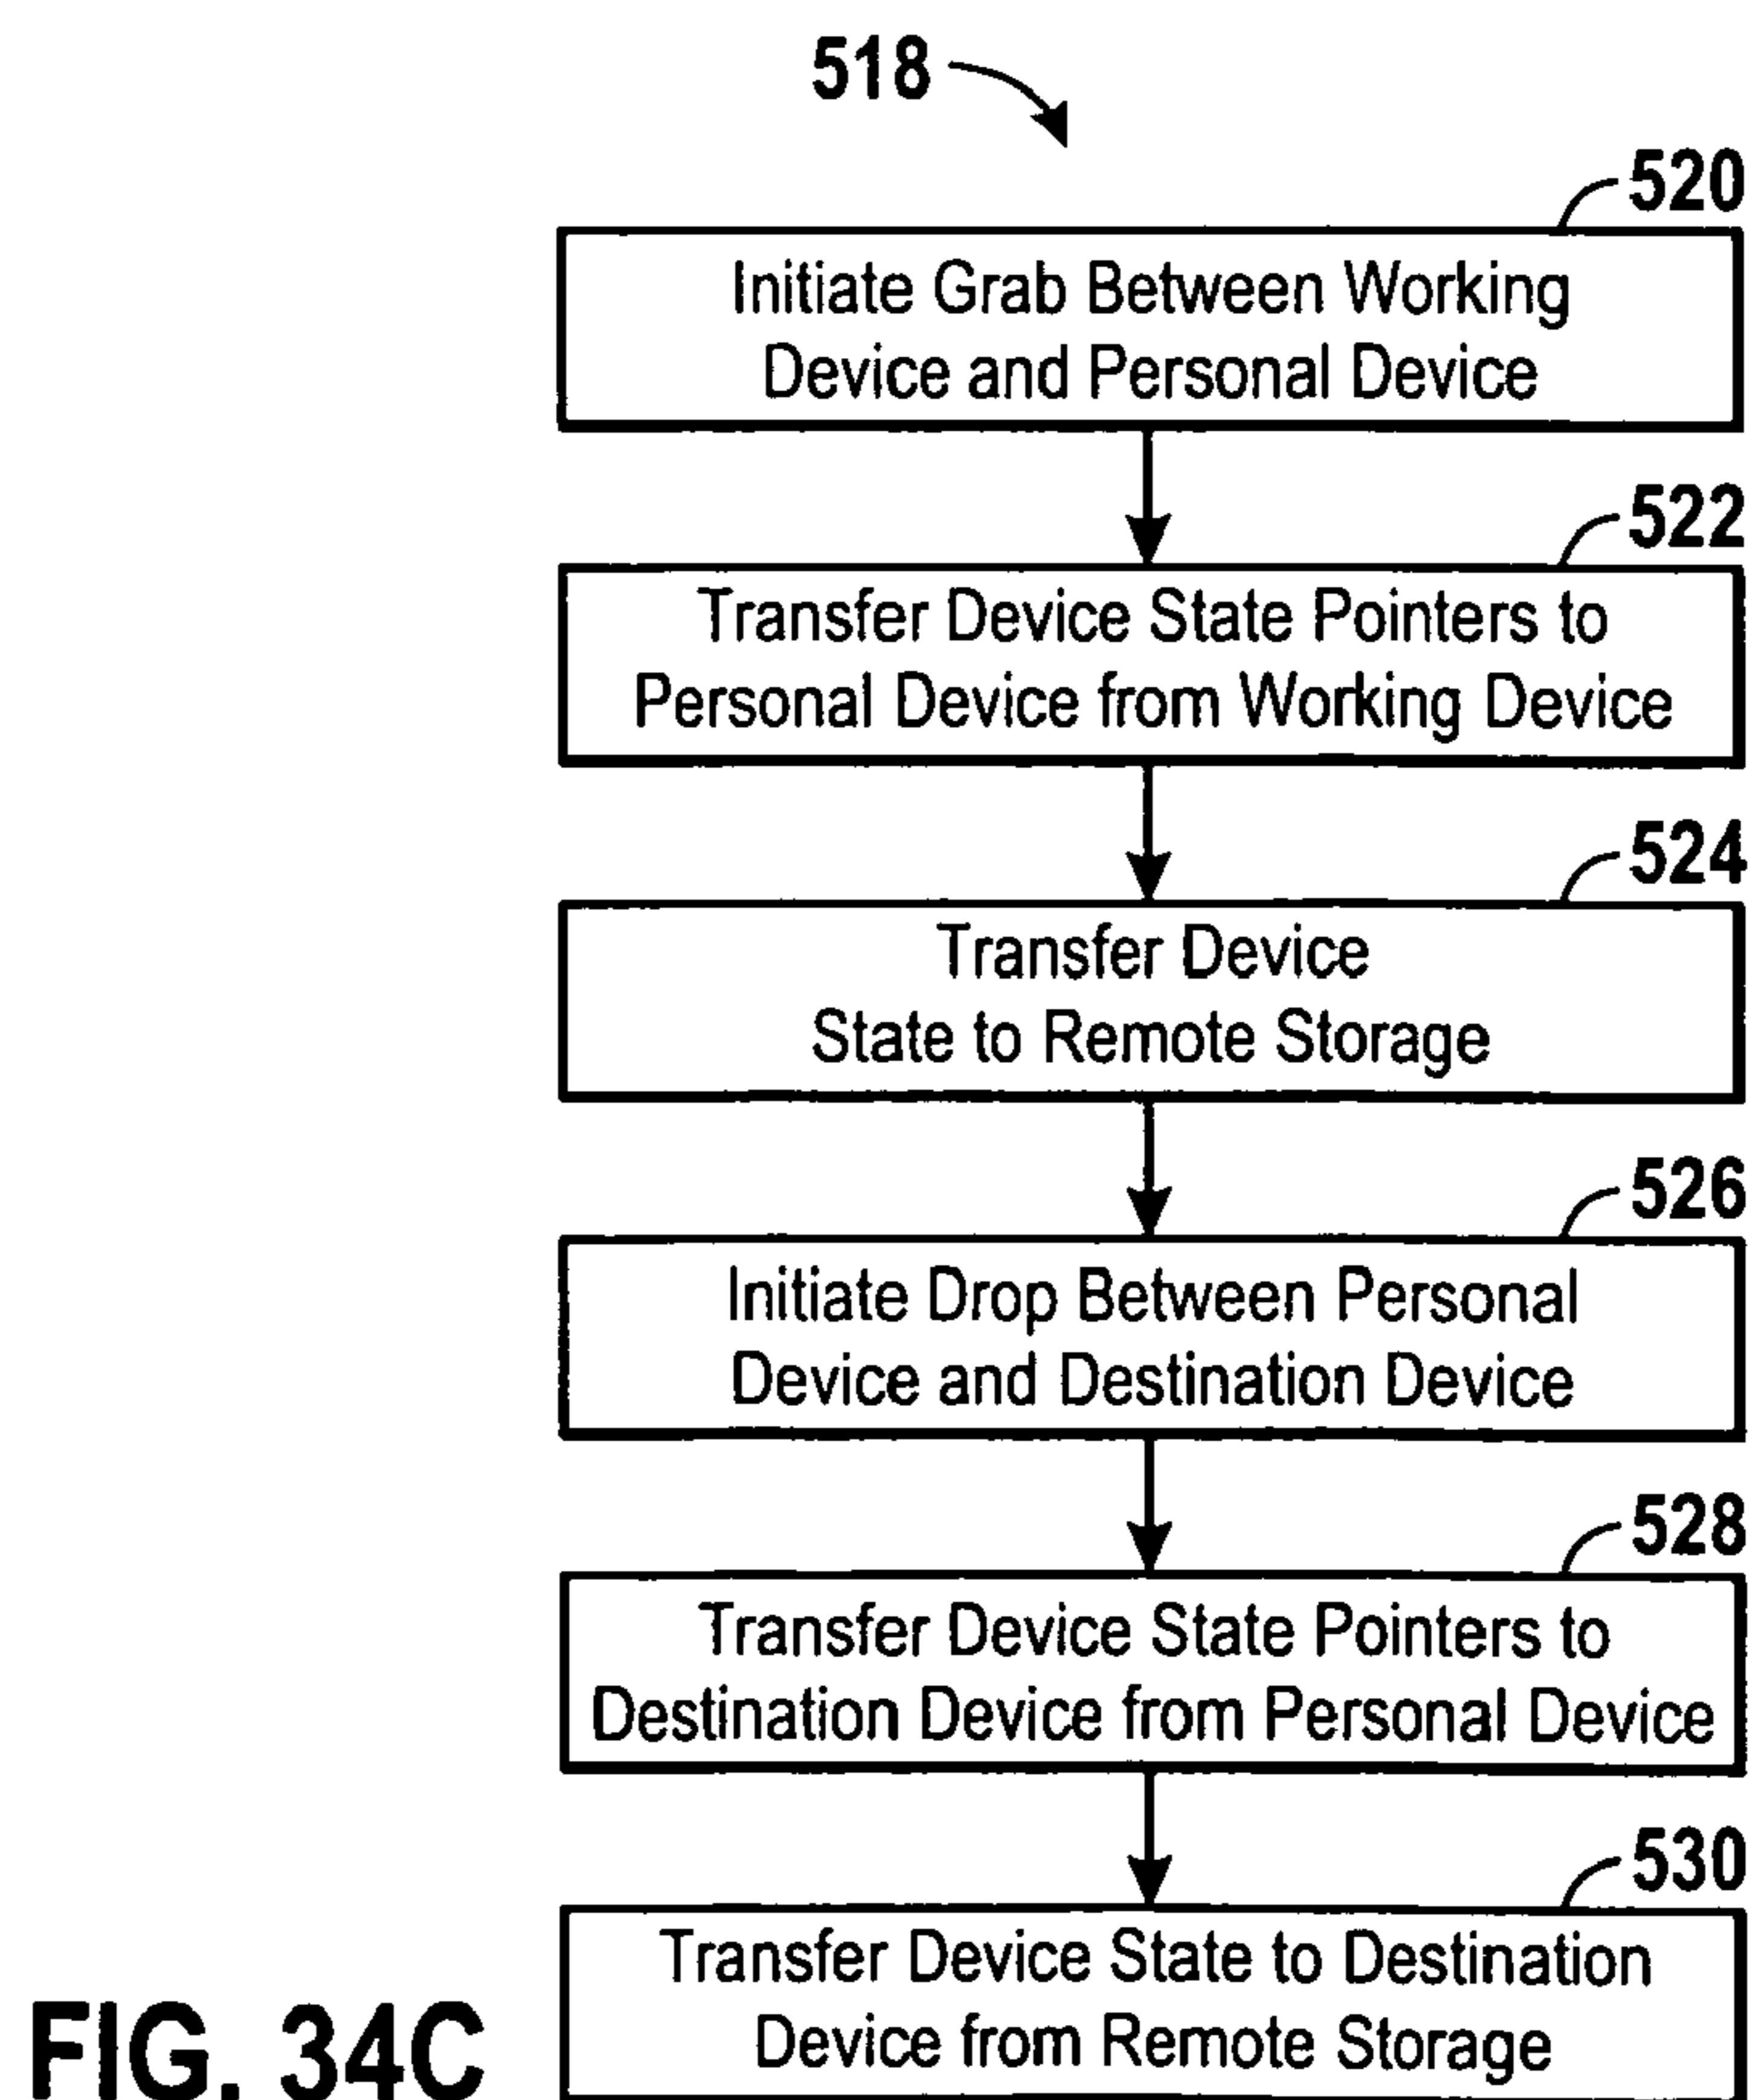 518
520
Initiate Grab Between Working
Device and Personal Device
522
Transfer Device State Pointers to
Personal Device from Working Device
524
Transfer Device
State to Remote Storage
526
Initiate Drop Between Personal
Device and Destination Device
528
Transfer Device State Pointers to
Destination Device from Personal Device
530
Transfer Device State to Destination
Device from Remote Storage
FIG. 34C